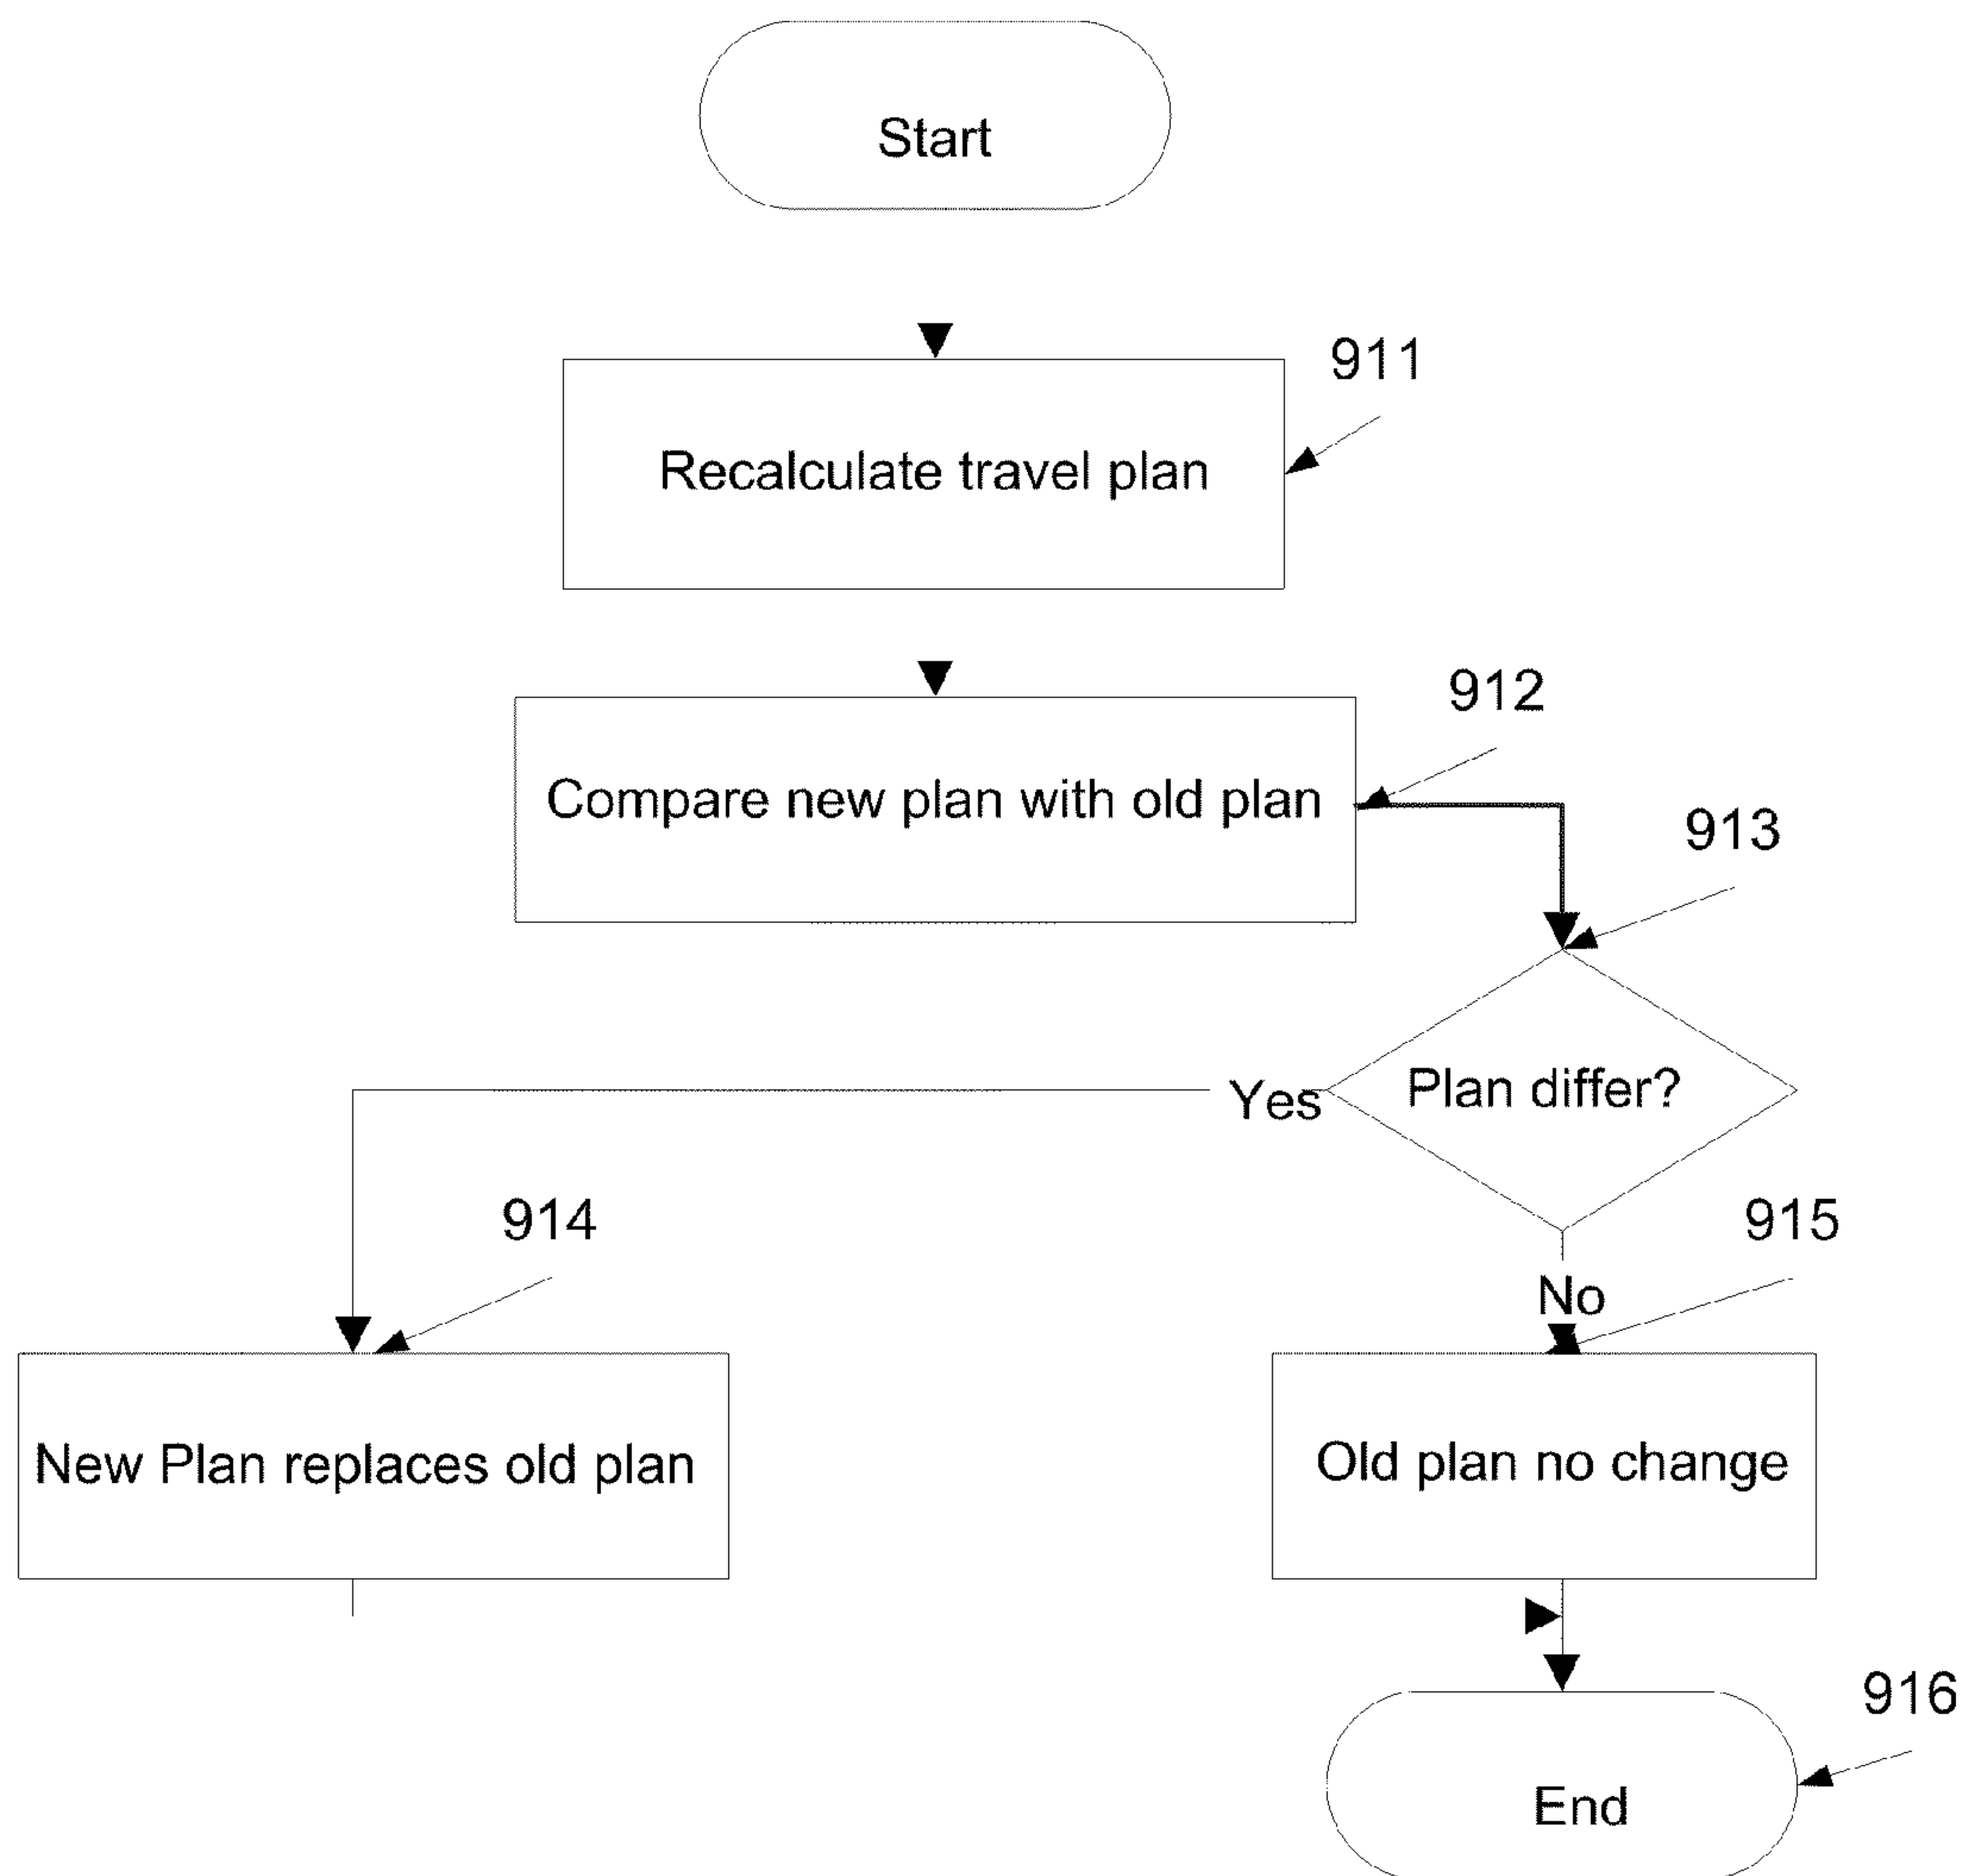 Start
911
Recalculate travel plan
912
Compare new plan with old plan
913
Plan differ?
Yes
914
915
No
New Plan replaces old plan
Old plan no change
916
End